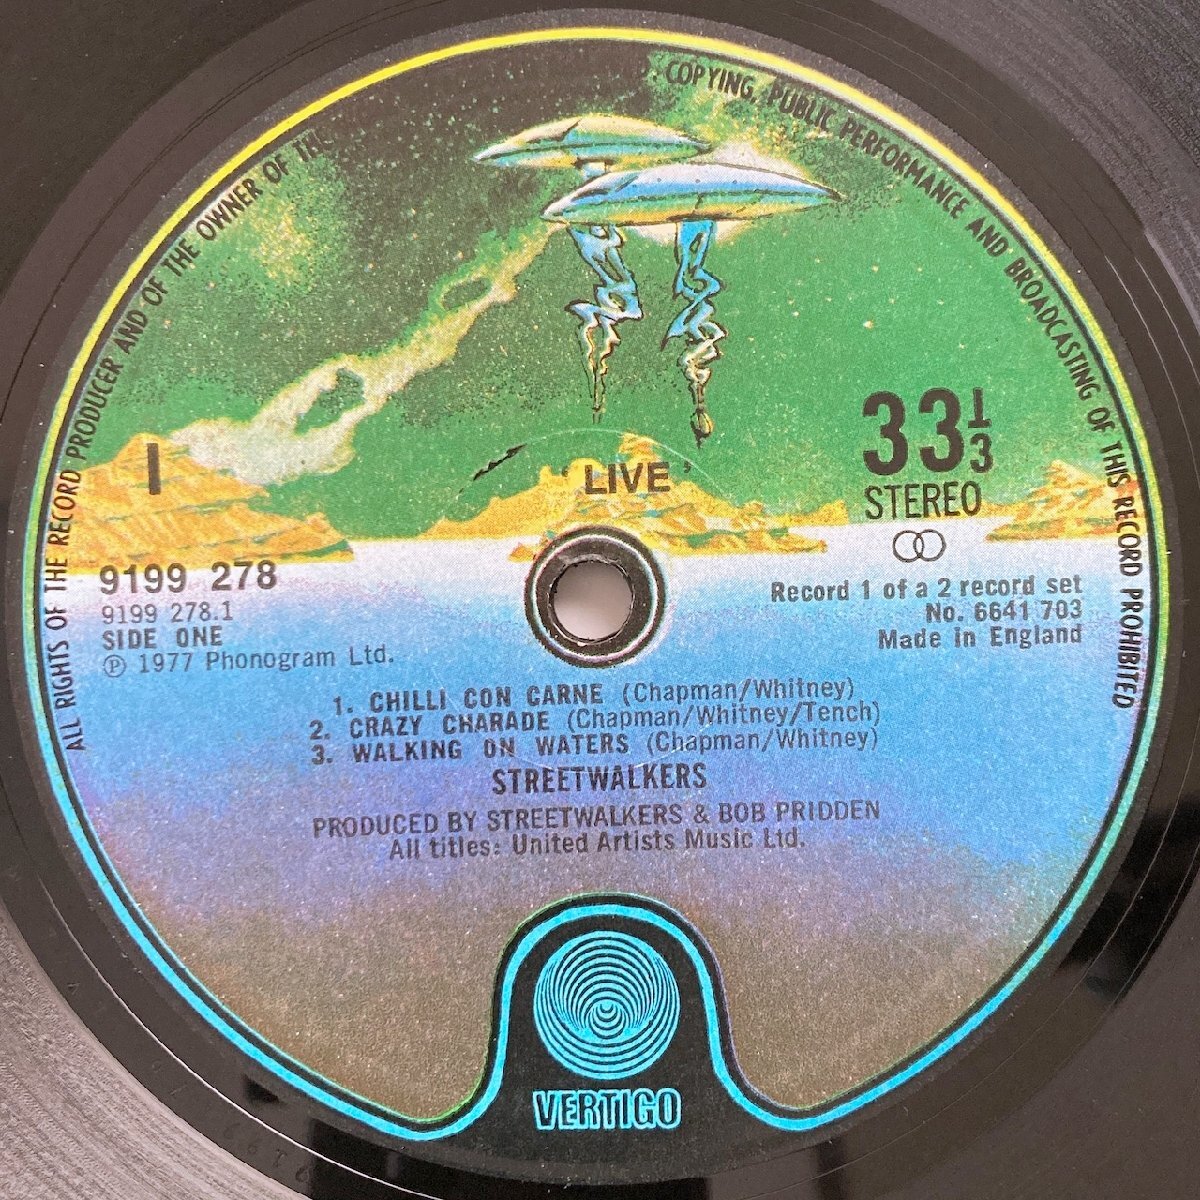 ALL RIGHTS OF THE RECORD PRODUCER AND OF THE OWNER OF THE
COPYING, PUBLIC PERFORMANCE AND BROADCASTING OF THIS RECORD PROHIBITED
' LIVE '
I
33⅓
STEREO
9199 278
9199 278.1
SIDE ONE
℗ 1977 Phonogram Ltd.
Record 1 of a 2 record set
No. 6641 703
Made in England
1. CHILLI CON CARNE (Chapman/Whitney)
2. CRAZY CHARADE (Chapman/Whitney/Tench)
3. WALKING ON WATERS (Chapman/Whitney)
STREETWALKERS
PRODUCED BY STREETWALKERS & BOB PRIDDEN
All titles: United Artists Music Ltd.
VERTIGO